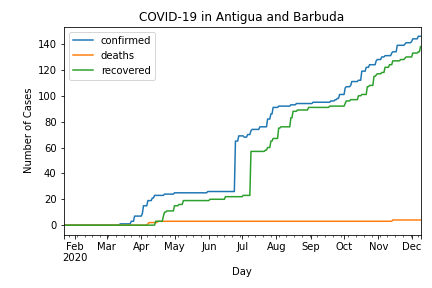 COVID-19 in Antigua and Barbuda
confirmed
deaths
recovered
Number of Cases
140
120
100
80
60
40
20
0
Feb Mar Apr May Jun Jul Aug Sep Oct Nov Dec
2020
Day